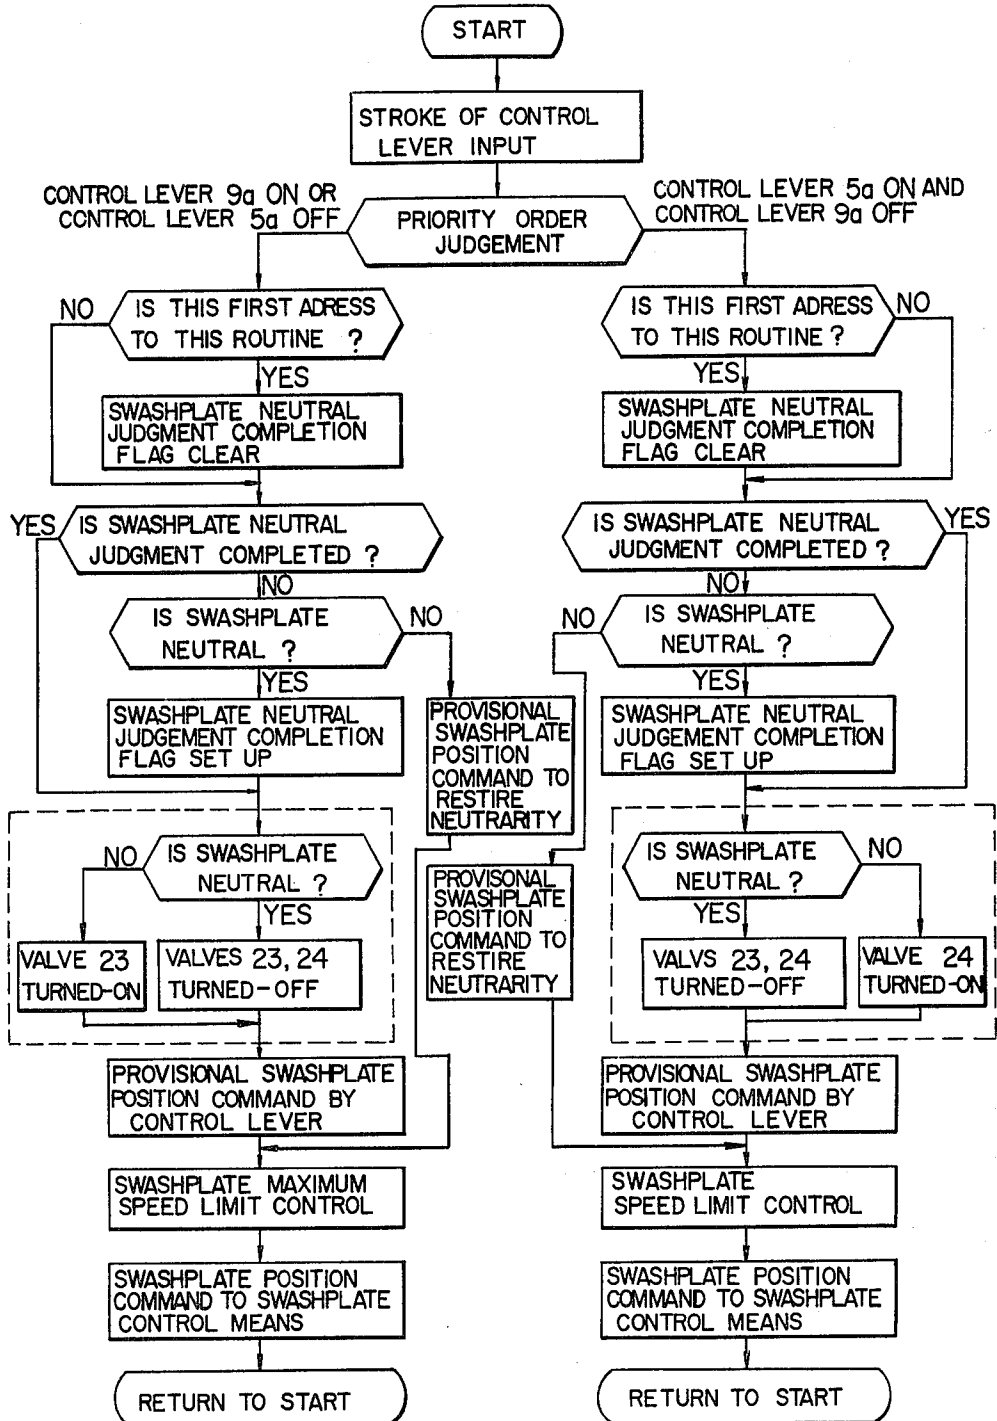 START
STROKE OF CONTROL
LEVER INPUT
CONTROL LEVER 9a ON OR
CONTROL LEVER 5a OFF
PRIORITY ORDER
JUDGEMENT
CONTROL LEVER 5a ON AND
CONTROL LEVER 9a OFF
NO
IS THIS FIRST ADRESS
TO THIS ROUTINE ?
YES
SWASHPLATE NEUTRAL
JUDGMENT COMPLETION
FLAG CLEAR
YES
IS SWASHPLATE NEUTRAL
JUDGMENT COMPLETED ?
NO
IS SWASHPLATE
NEUTRAL ?
NO
YES
SWASHPLATE NEUTRAL
JUDGEMENT COMPLETION
FLAG SET UP
PROVISIONAL
SWASHPLATE
POSITION
COMMAND TO
RESTIRE
NEUTRARITY
NO
IS SWASHPLATE
NEUTRAL ?
YES
VALVE 23
TURNED-ON
VALVES 23, 24
TURNED-OFF
PROVISIONAL SWASHPLATE
POSITION COMMAND BY
CONTROL LEVER
SWASHPLATE MAXIMUM
SPEED LIMIT CONTROL
SWASHPLATE POSITION
COMMAND TO SWASHPLATE
CONTROL MEANS
RETURN TO START
IS THIS FIRST ADRESS
TO THIS ROUTINE ?
NO
YES
SWASHPLATE NEUTRAL
JUDGMENT COMPLETION
FLAG CLEAR
IS SWASHPLATE NEUTRAL
JUDGMENT COMPLETED ?
YES
NO
NO
IS SWASHPLATE
NEUTRAL ?
YES
SWASHPLATE NEUTRAL
JUDGEMENT COMPLETION
FLAG SET UP
PROVISONAL
SWASHPLATE
POSITION
COMMAND TO
RESTIRE
NEUTRARITY
IS SWASHPLATE
NEUTRAL ?
NO
YES
VALVS 23, 24
TURNED-OFF
VALVE 24
TURNED-ON
PROVISIONAL SWASHPLATE
POSITION COMMAND BY
CONTROL LEVER
SWASHPLATE
SPEED LIMIT CONTROL
SWASHPLATE POSITION
COMMAND TO SWASHPLATE
CONTROL MEANS
RETURN TO START